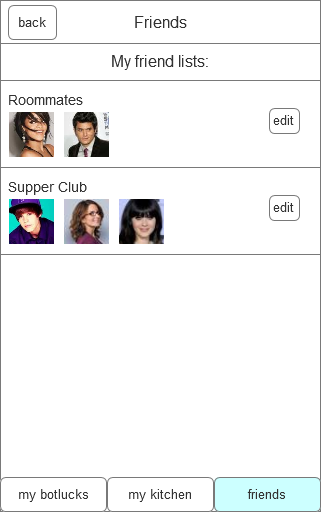 back
Friends
My friend lists:
Roommates
edit
Supper Club
edit
my botlucks
my kitchen
friends